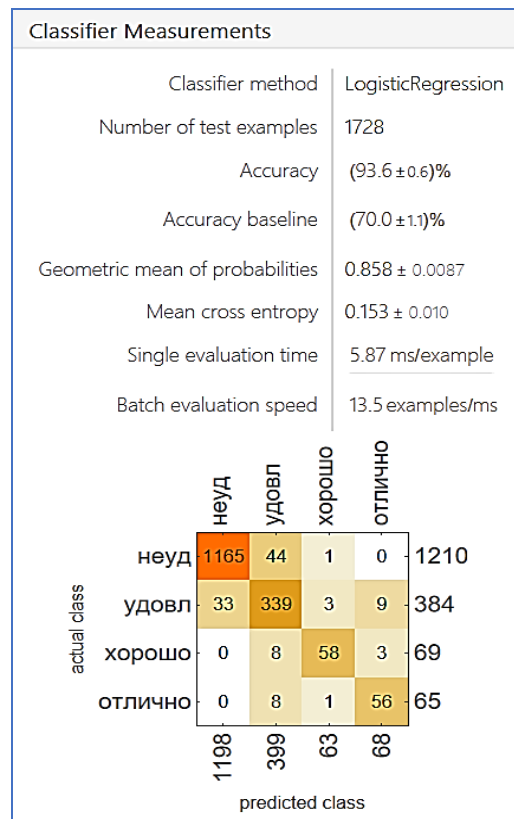 Classifier Measurements
Classifier method LogisticRegression
Number of test examples 1728
Accuracy (93.6 ± 0.6)%
Accuracy baseline (70.0 ± 1.1)%
Geometric mean of probabilities 0.858 ± 0.0087
Mean cross entropy 0.153 ± 0.010
Single evaluation time 5.87 ms/example
Batch evaluation speed 13.5 examples/ms
неуд удовл хорошо отлично
неуд 1165 44 1 0 1210
удовл 33 339 3 9 384
хорошо 0 8 58 3 69
отлично 0 8 1 56 65
1198 399 63 68
actual class
predicted class